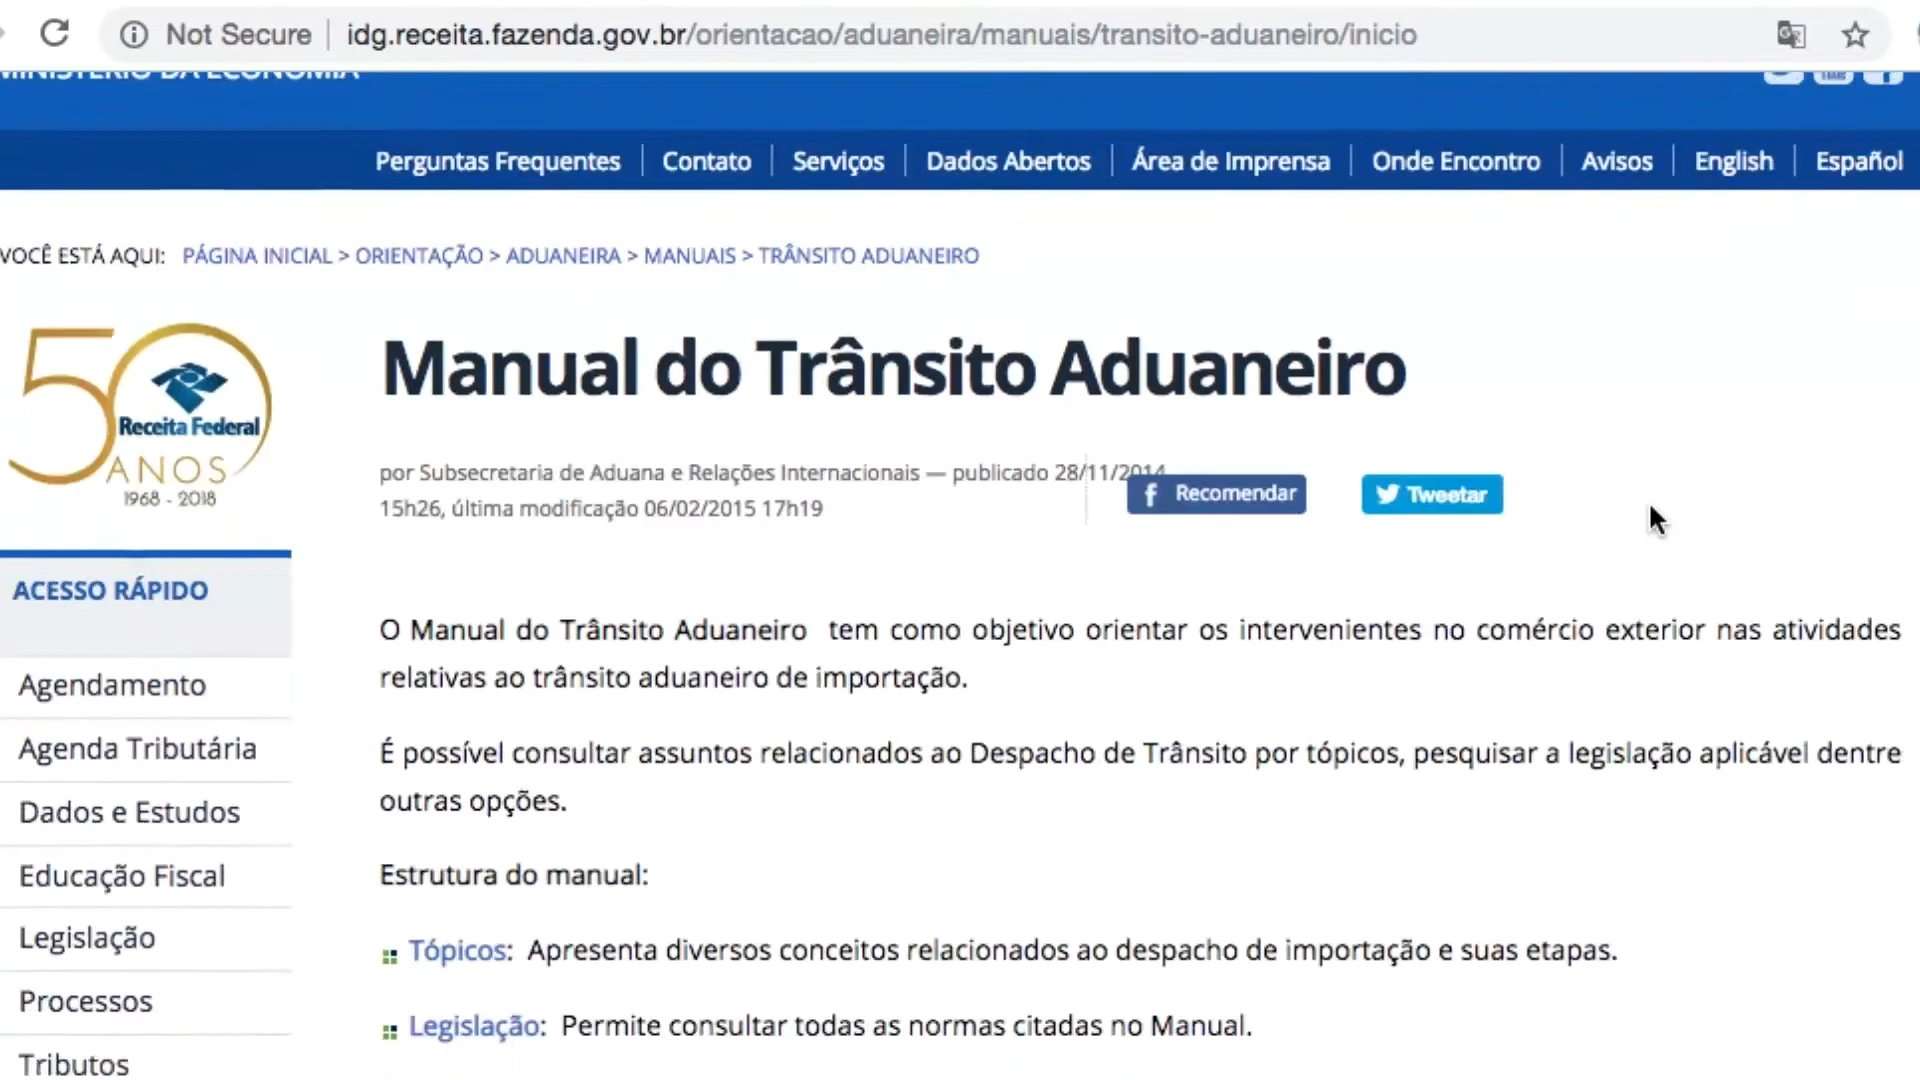 Not Secure idg.receita.fazenda.gov.br/orientacao/aduaneira/manuais/transito-aduaneiro/inicio
MINISTÉRIO DA ECONOMIA
Perguntas Frequentes Contato Serviços Dados Abertos Área de Imprensa Onde Encontro Avisos English Español
VOCÊ ESTÁ AQUI: PÁGINA INICIAL > ORIENTAÇÃO > ADUANEIRA > MANUAIS > TRÂNSITO ADUANEIRO
50
Receita Federal
ANOS
1968 - 2018
Manual do Trânsito Aduaneiro
por Subsecretaria de Aduana e Relações Internacionais — publicado 28/11/2014
15h26, última modificação 06/02/2015 17h19
Recomendar
Tweetar
ACESSO RÁPIDO
Agendamento
Agenda Tributária
Dados e Estudos
Educação Fiscal
Legislação
Processos
Tributos
O Manual do Trânsito Aduaneiro tem como objetivo orientar os intervenientes no comércio exterior nas atividades
relativas ao trânsito aduaneiro de importação.
É possível consultar assuntos relacionados ao Despacho de Trânsito por tópicos, pesquisar a legislação aplicável dentre
outras opções.
Estrutura do manual:
Tópicos: Apresenta diversos conceitos relacionados ao despacho de importação e suas etapas.
Legislação: Permite consultar todas as normas citadas no Manual.